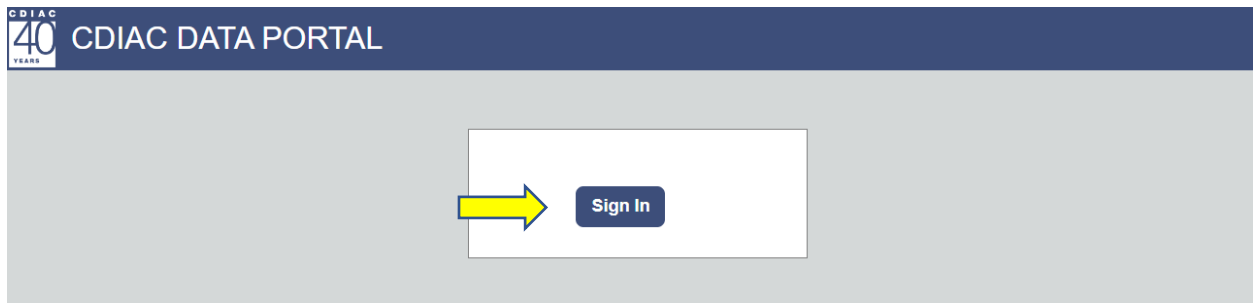 CDIAC
40
YEARS
CDIAC DATA PORTAL
Sign In